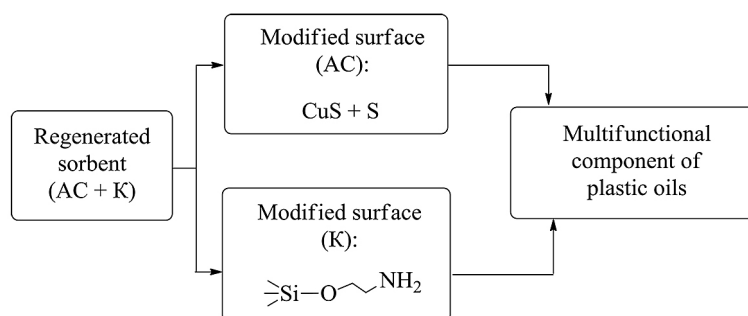 Regenerated
sorbent
(AC + K)
Modified surface
(AC):
CuS + S
Modified surface
(K):
Si—O NH₂
Multifunctional
component of
plastic oils